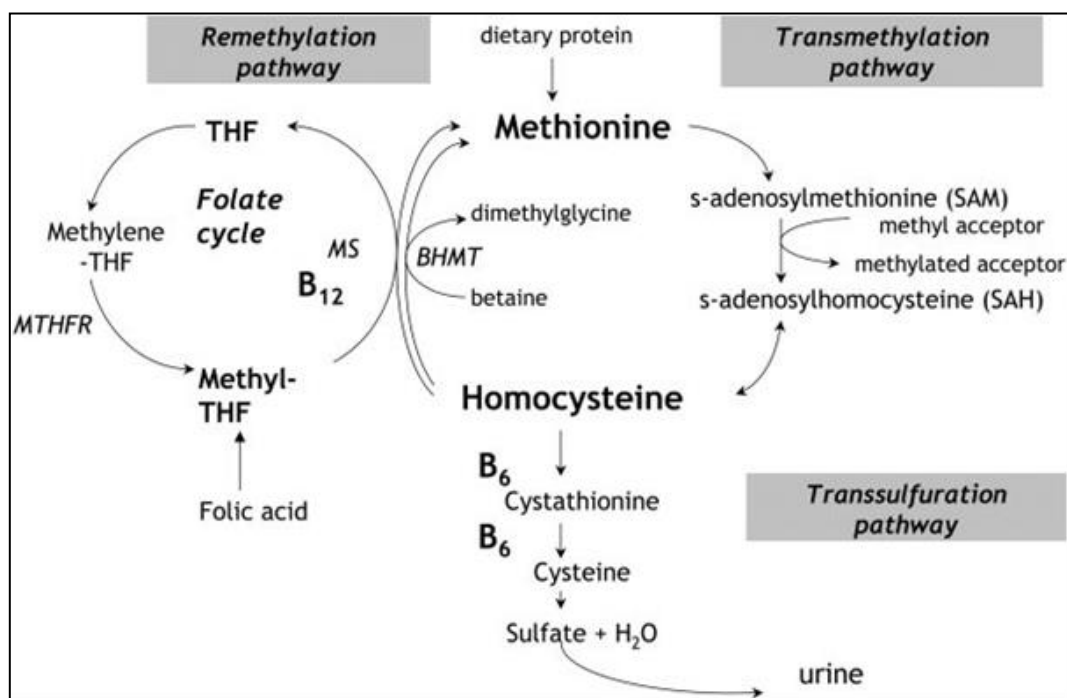 Remethylation
pathway
dietary protein
Transmethylation
pathway
THF
Methionine
Folate
cycle
Methylene
-THF
MS
B12
BHMT
dimethylglycine
betaine
s-adenosylmethionine (SAM)
methyl acceptor
methylated acceptor
s-adenosylhomocysteine (SAH)
MTHFR
Methyl-
THF
Homocysteine
Folic acid
B6
Cystathionine
B6
Cysteine
Sulfate + H2O
urine
Transsulfuration
pathway